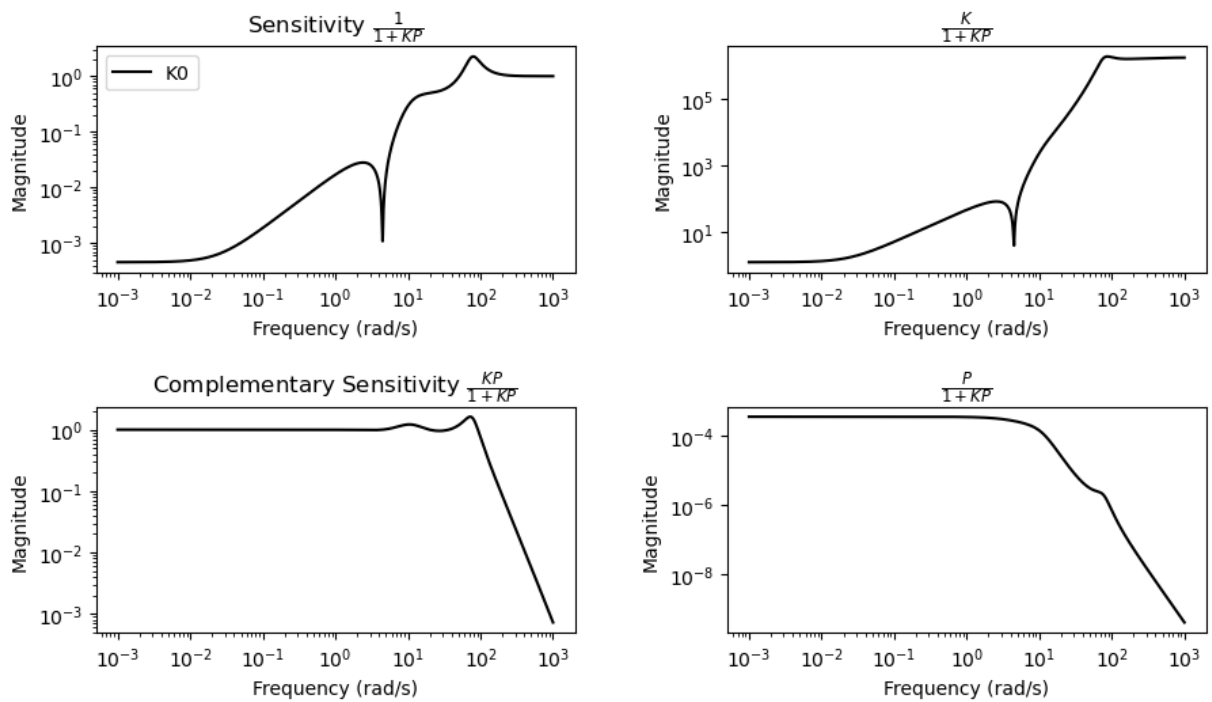 Sensitivity \frac{1}{1+KP}
K0
10^0
10^{-1}
10^{-2}
10^{-3}
Magnitude
10^{-3} 10^{-2} 10^{-1} 10^0 10^1 10^2 10^3
Frequency (rad/s)
\frac{K}{1+KP}
10^5
10^3
10^1
Magnitude
10^{-3} 10^{-2} 10^{-1} 10^0 10^1 10^2 10^3
Frequency (rad/s)
Complementary Sensitivity \frac{KP}{1+KP}
10^0
10^{-1}
10^{-2}
10^{-3}
Magnitude
10^{-3} 10^{-2} 10^{-1} 10^0 10^1 10^2 10^3
Frequency (rad/s)
\frac{P}{1+KP}
10^{-4}
10^{-6}
10^{-8}
Magnitude
10^{-3} 10^{-2} 10^{-1} 10^0 10^1 10^2 10^3
Frequency (rad/s)